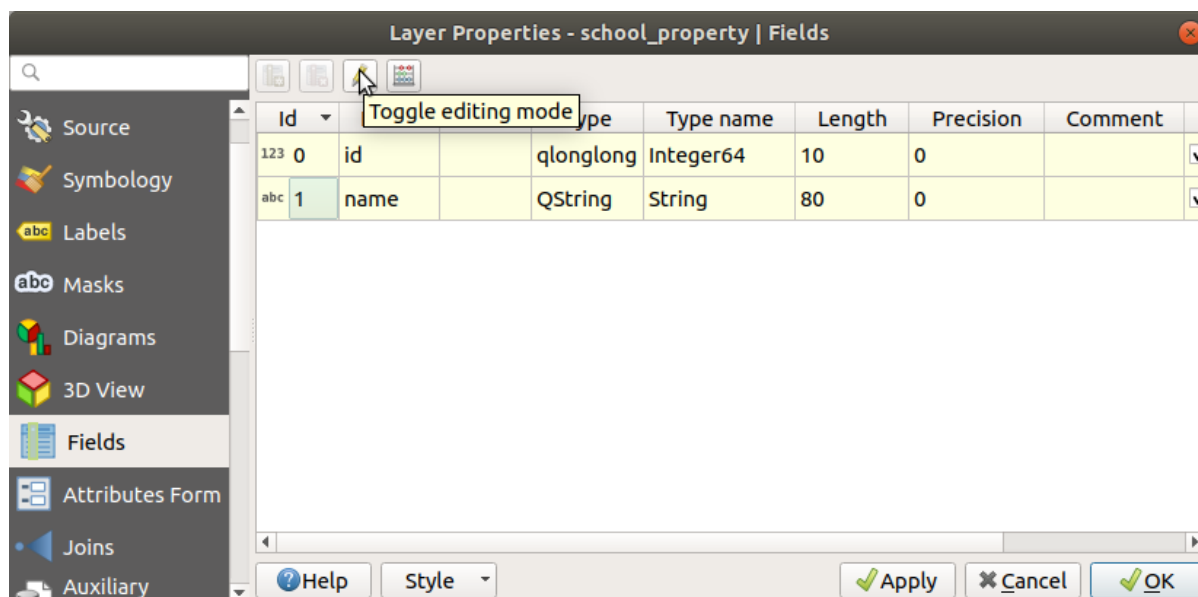 Layer Properties - school_property | Fields
Toggle editing mode
Id Type name Length Precision Comment
123 0 id qlonglong Integer64 10 0
abc 1 name QString String 80 0
Source
Symbology
abc Labels
abc Masks
Diagrams
3D View
Fields
Attributes Form
Joins
Auxiliary
?Help Style Apply Cancel OK